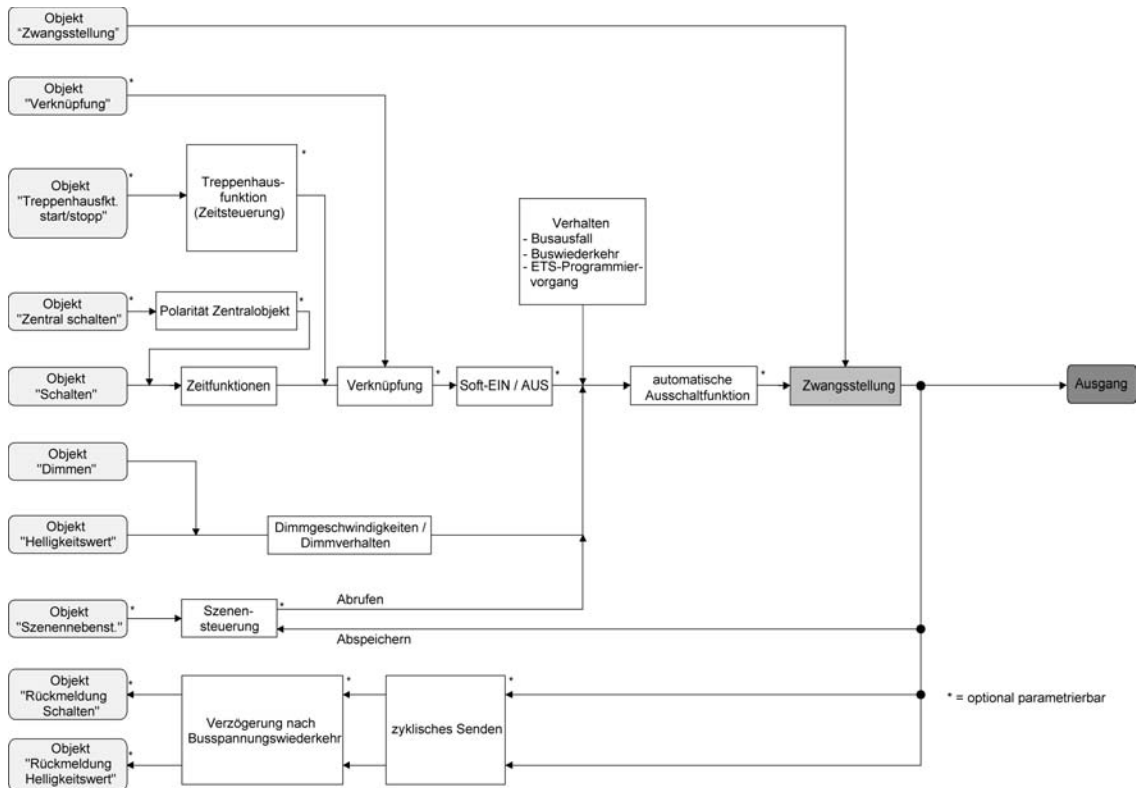 Objekt
"Zwangsstellung"
Objekt
"Verknüpfung"
*
Objekt
"Treppenhausfkt.
start/stopp"
*
Treppenhaus-
funktion
(Zeitsteuerung)
*
Verhalten
- Busausfall
- Buswiederkehr
- ETS-Programmier-
vorgang
Objekt
"Zentral schalten"
*
Polarität Zentralobjekt
*
Objekt
"Schalten"
Zeitfunktionen
Verknüpfung
*
Soft-EIN / AUS
*
automatische
Ausschaltfunktion
*
Zwangsstellung
Ausgang
Objekt
"Dimmen"
Objekt
"Helligkeitswert"
Dimmgeschwindigkeiten /
Dimmverhalten
Objekt
"Szenennebenst."
*
Szenen-
steuerung
*
Abrufen
Abspeichern
Objekt
"Rückmeldung
Schalten"
*
Verzögerung nach
Busspannungswiederkehr
*
zyklisches Senden
*
* = optional parametrierbar
Objekt
"Rückmeldung
Helligkeitswert"
*